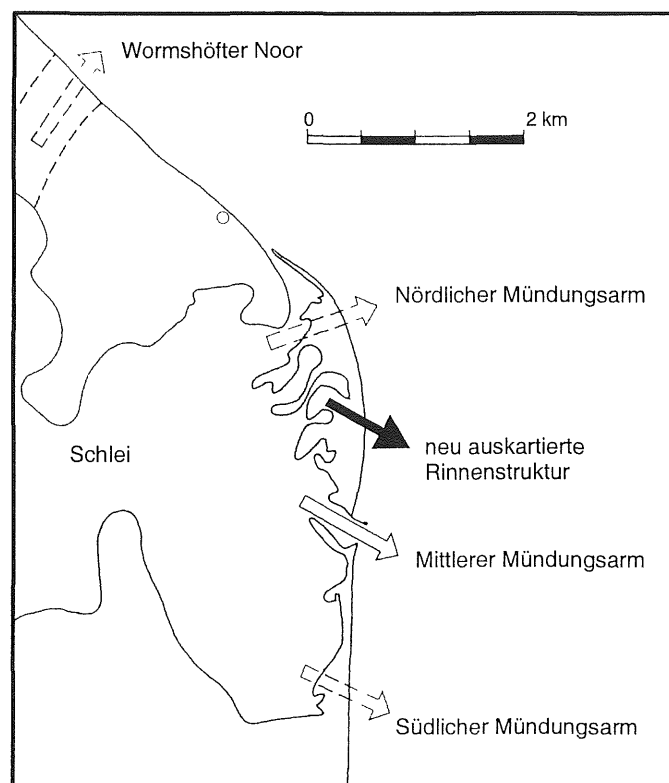 Wormshöfter Noor
0 2 km
Nördlicher Mündungsarm
Schlei
neu auskartierte
Rinnenstruktur
Mittlerer Mündungsarm
Südlicher Mündungsarm